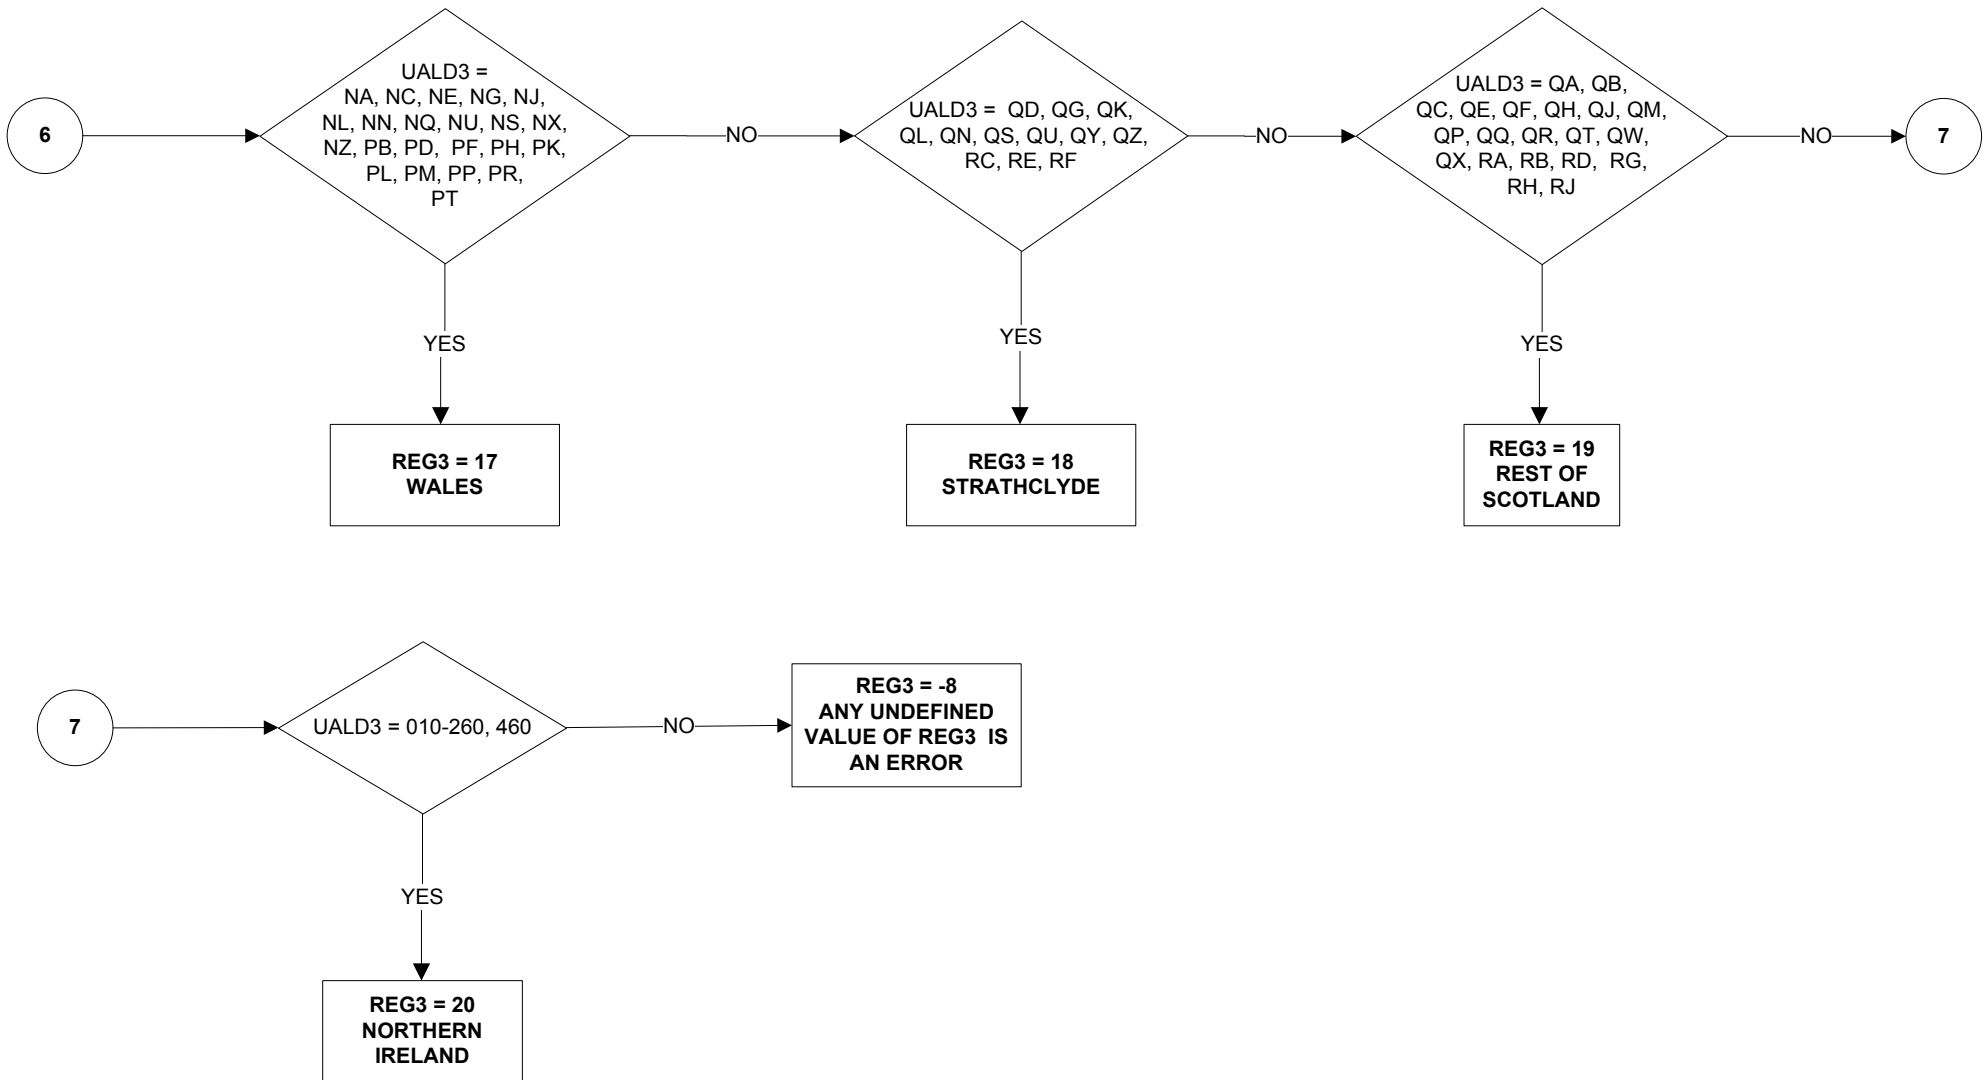 6
UALD3 =
NA, NC, NE, NG, NJ,
NL, NN, NQ, NU, NS, NX,
NZ, PB, PD, PF, PH, PK,
PL, PM, PP, PR,
PT
NO
UALD3 = QD, QG, QK,
QL, QN, QS, QU, QY, QZ,
RC, RE, RF
NO
UALD3 = QA, QB,
QC, QE, QF, QH, QJ, QM,
QP, QQ, QR, QT, QW,
QX, RA, RB, RD, RG,
RH, RJ
NO
7
YES
YES
YES
REG3 = 17
WALES
REG3 = 18
STRATHCLYDE
REG3 = 19
REST OF
SCOTLAND
7
UALD3 = 010-260, 460
NO
REG3 = -8
ANY UNDEFINED
VALUE OF REG3 IS
AN ERROR
YES
REG3 = 20
NORTHERN
IRELAND